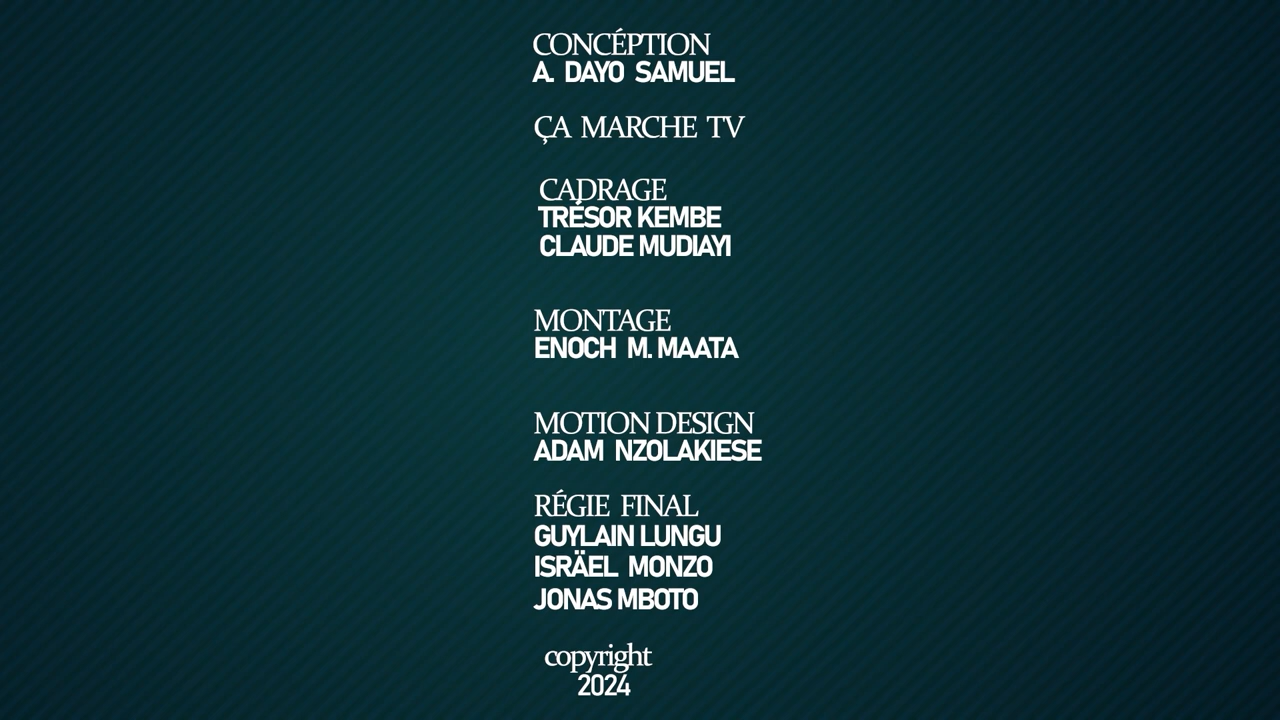 CONCÉPTION
A. DAYO SAMUEL
ÇA MARCHE TV
CADRAGE
TRÉSOR KEMBE
CLAUDE MUDIAYI
MONTAGE
ENOCH M. MAATA
MOTION DESIGN
ADAM NZOLAKIESE
RÉGIE FINAL
GUYLAIN LUNGU
ISRÄEL MONZO
JONAS MBOTO
copyright
2024